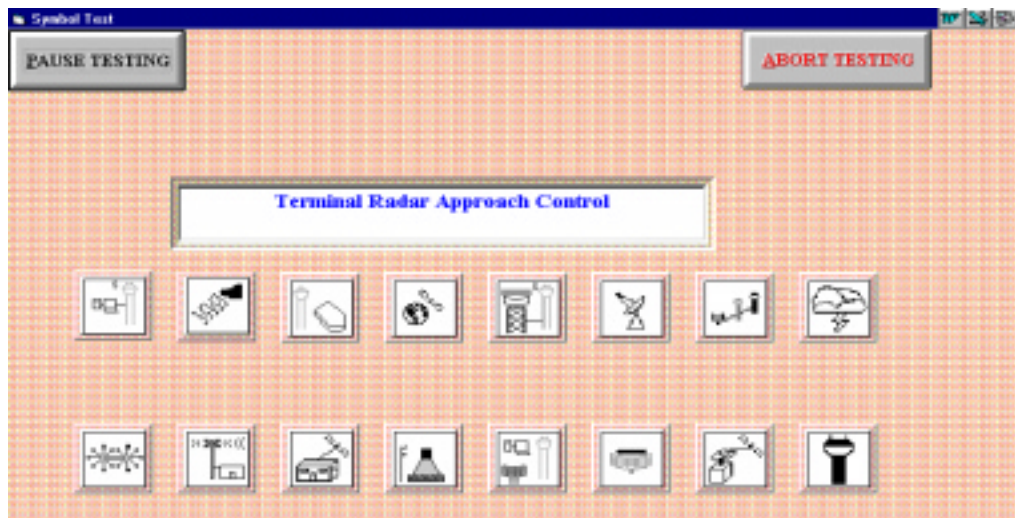 Symbol Test
PAUSE TESTING
ABORT TESTING
Terminal Radar Approach Control
F